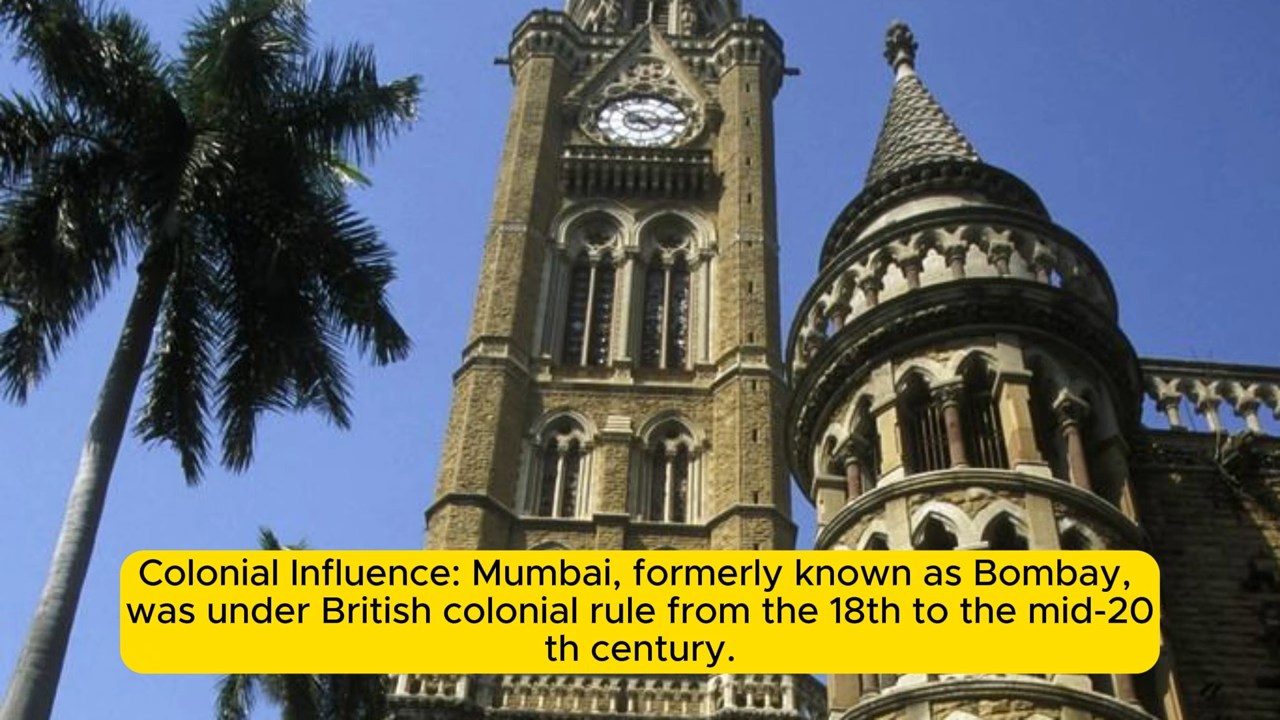 Colonial Influence: Mumbai, formerly known as Bombay,
was under British colonial rule from the 18th to the mid-20
th century.